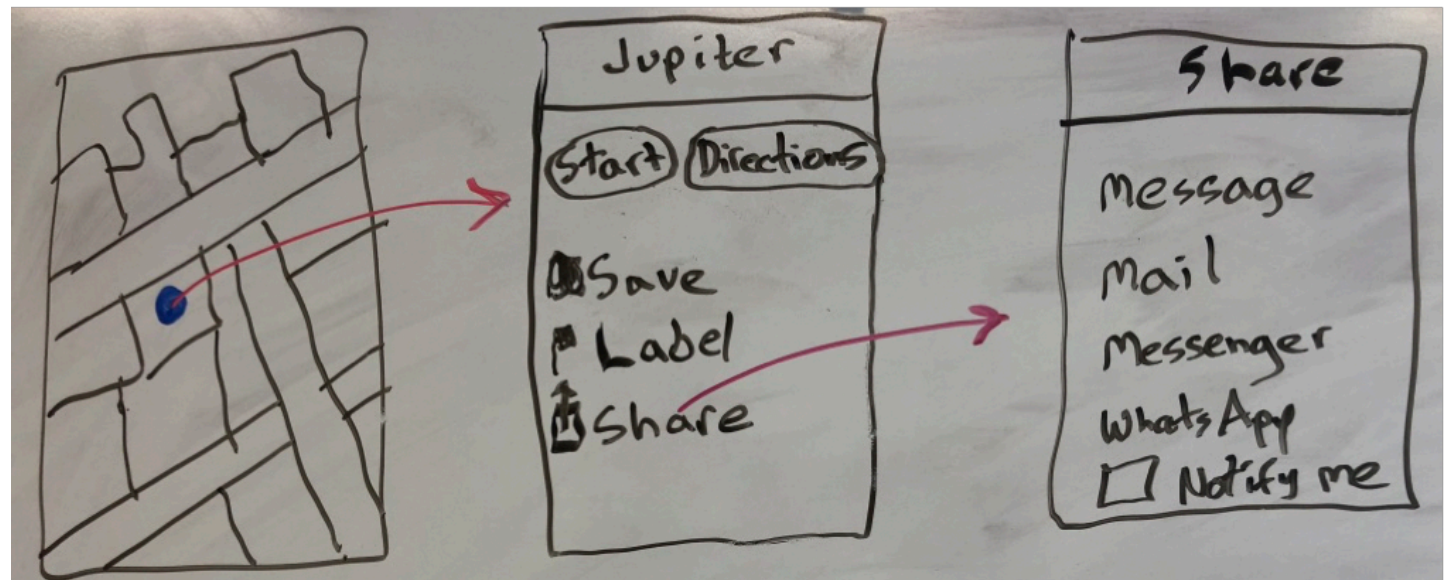 Jupiter
Start Directions
Save
Label
Share
Share
Message
Mail
Messenger
WhatsApp
Notify me